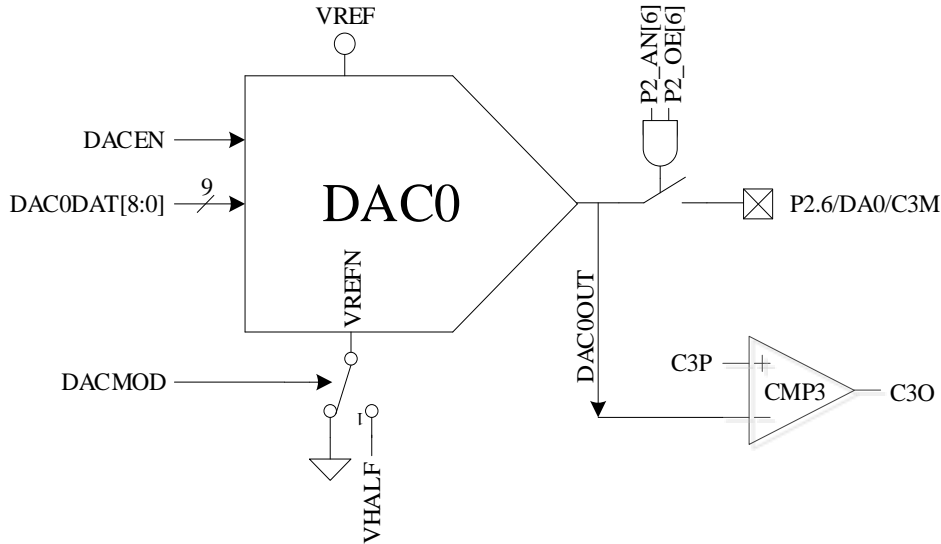 VREF
P2_AN[6]
P2_OE[6]
DACEN
DAC0DAT[8:0]
9
DAC0
P2.6/DA0/C3M
VREFN
DAC0OUT
DACMOD
C3P
+
CMP3
C3O
1
VHALF